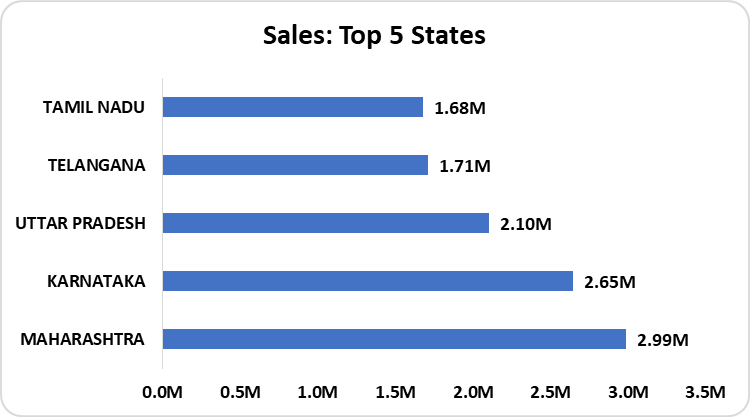 Sales: Top 5 States
TAMIL NADU 1.68M
TELANGANA 1.71M
UTTAR PRADESH 2.10M
KARNATAKA 2.65M
MAHARASHTRA 2.99M
0.0M 0.5M 1.0M 1.5M 2.0M 2.5M 3.0M 3.5M